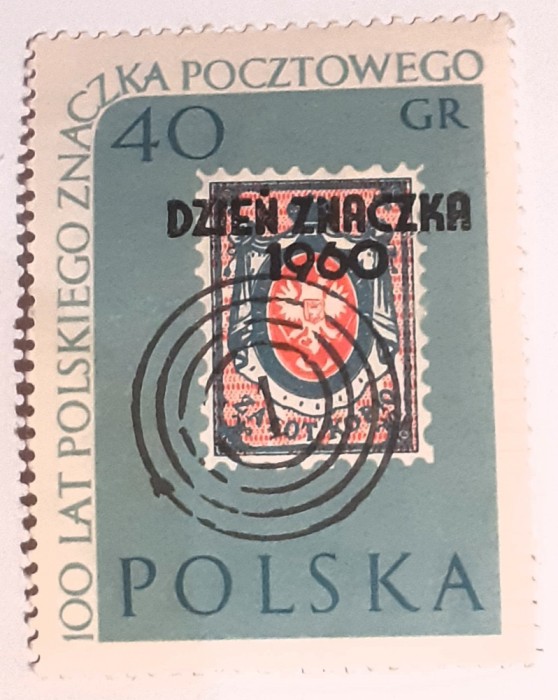 100 LAT POLSKIEGO ZNACZKA POCZTOWEGO
40 GR
DZIEŃ ZNACZKA
1960
POLSKA